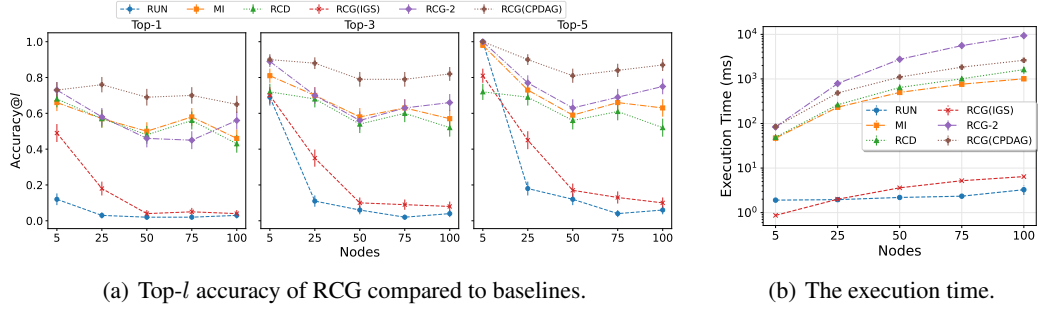 RUN MI RCD RCG(IGS) RCG-2 RCG(CPDAG)
Top-1 Top-3 Top-5
Accuracy@l
1.0
0.8
0.6
0.4
0.2
0.0
5 25 50 75 100 5 25 50 75 100 5 25 50 75 100
Nodes
(a) Top-l accuracy of RCG compared to baselines.
Execution Time (ms)
10⁴
10³
10²
10¹
10⁰
RUN RCG(IGS)
MI RCG-2
RCD RCG(CPDAG)
5 25 50 75 100
Nodes
(b) The execution time.